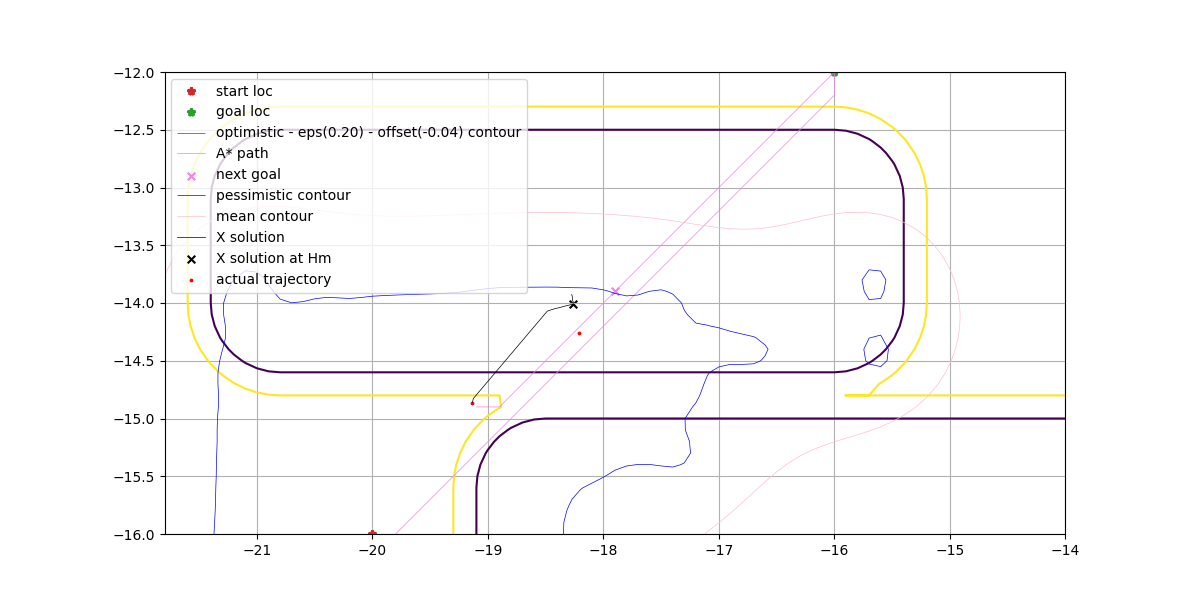 −12.0
−12.5
−13.0
−13.5
−14.0
−14.5
−15.0
−15.5
−16.0
start loc
goal loc
optimistic - eps(0.20) - offset(-0.04) contour
A* path
next goal
pessimistic contour
mean contour
X solution
X solution at Hm
actual trajectory
−21
−20
−19
−18
−17
−16
−15
−14